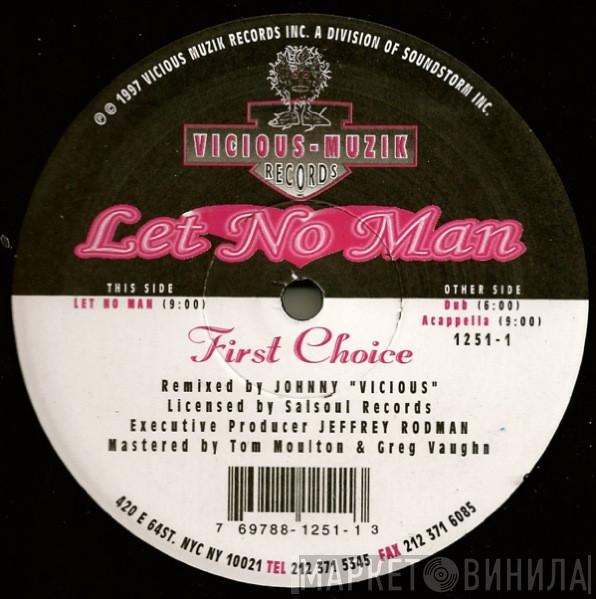 ℗ © 1997 VICIOUS MUZIK RECORDS INC. A DIVISION OF SOUNDSTORM INC.
VICIOUS-MUZIK
RECORDS
Let No Man
THIS SIDE
LET NO MAN (9:00)
OTHER SIDE
Dub (6:00)
Acappella (9:00)
1251-1
First Choice
Remixed by JOHNNY "VICIOUS"
Licensed by Salsoul Records
Executive Producer JEFFREY RODMAN
Mastered by Tom Moulton & Greg Vaughn
7 69788-1251-1 3
420 E 64ST. NYC NY 10021 TEL 212 371 5345 FAX 212 371 6085
МАРКЕТ ВИНИЛА